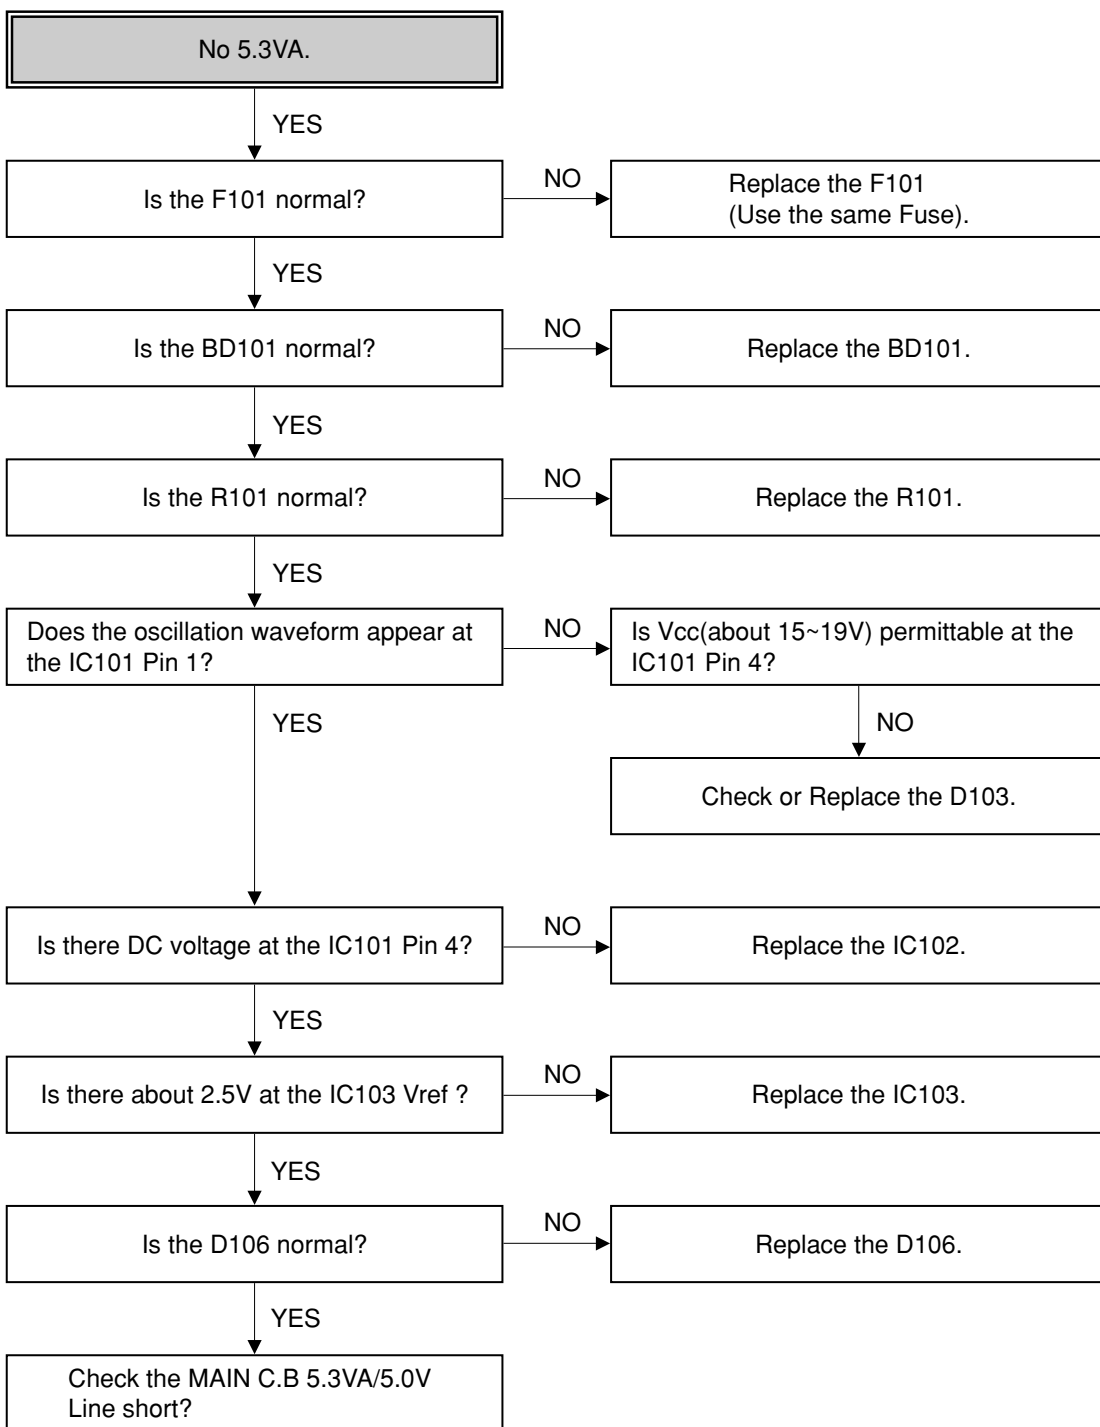 No 5.3VA.
YES
Is the F101 normal?
NO
Replace the F101
(Use the same Fuse).
YES
Is the BD101 normal?
NO
Replace the BD101.
YES
Is the R101 normal?
NO
Replace the R101.
YES
Does the oscillation waveform appear at
the IC101 Pin 1?
NO
Is Vcc(about 15~19V) permittable at the
IC101 Pin 4?
NO
Check or Replace the D103.
YES
Is there DC voltage at the IC101 Pin 4?
NO
Replace the IC102.
YES
Is there about 2.5V at the IC103 Vref ?
NO
Replace the IC103.
YES
Is the D106 normal?
NO
Replace the D106.
YES
Check the MAIN C.B 5.3VA/5.0V
Line short?